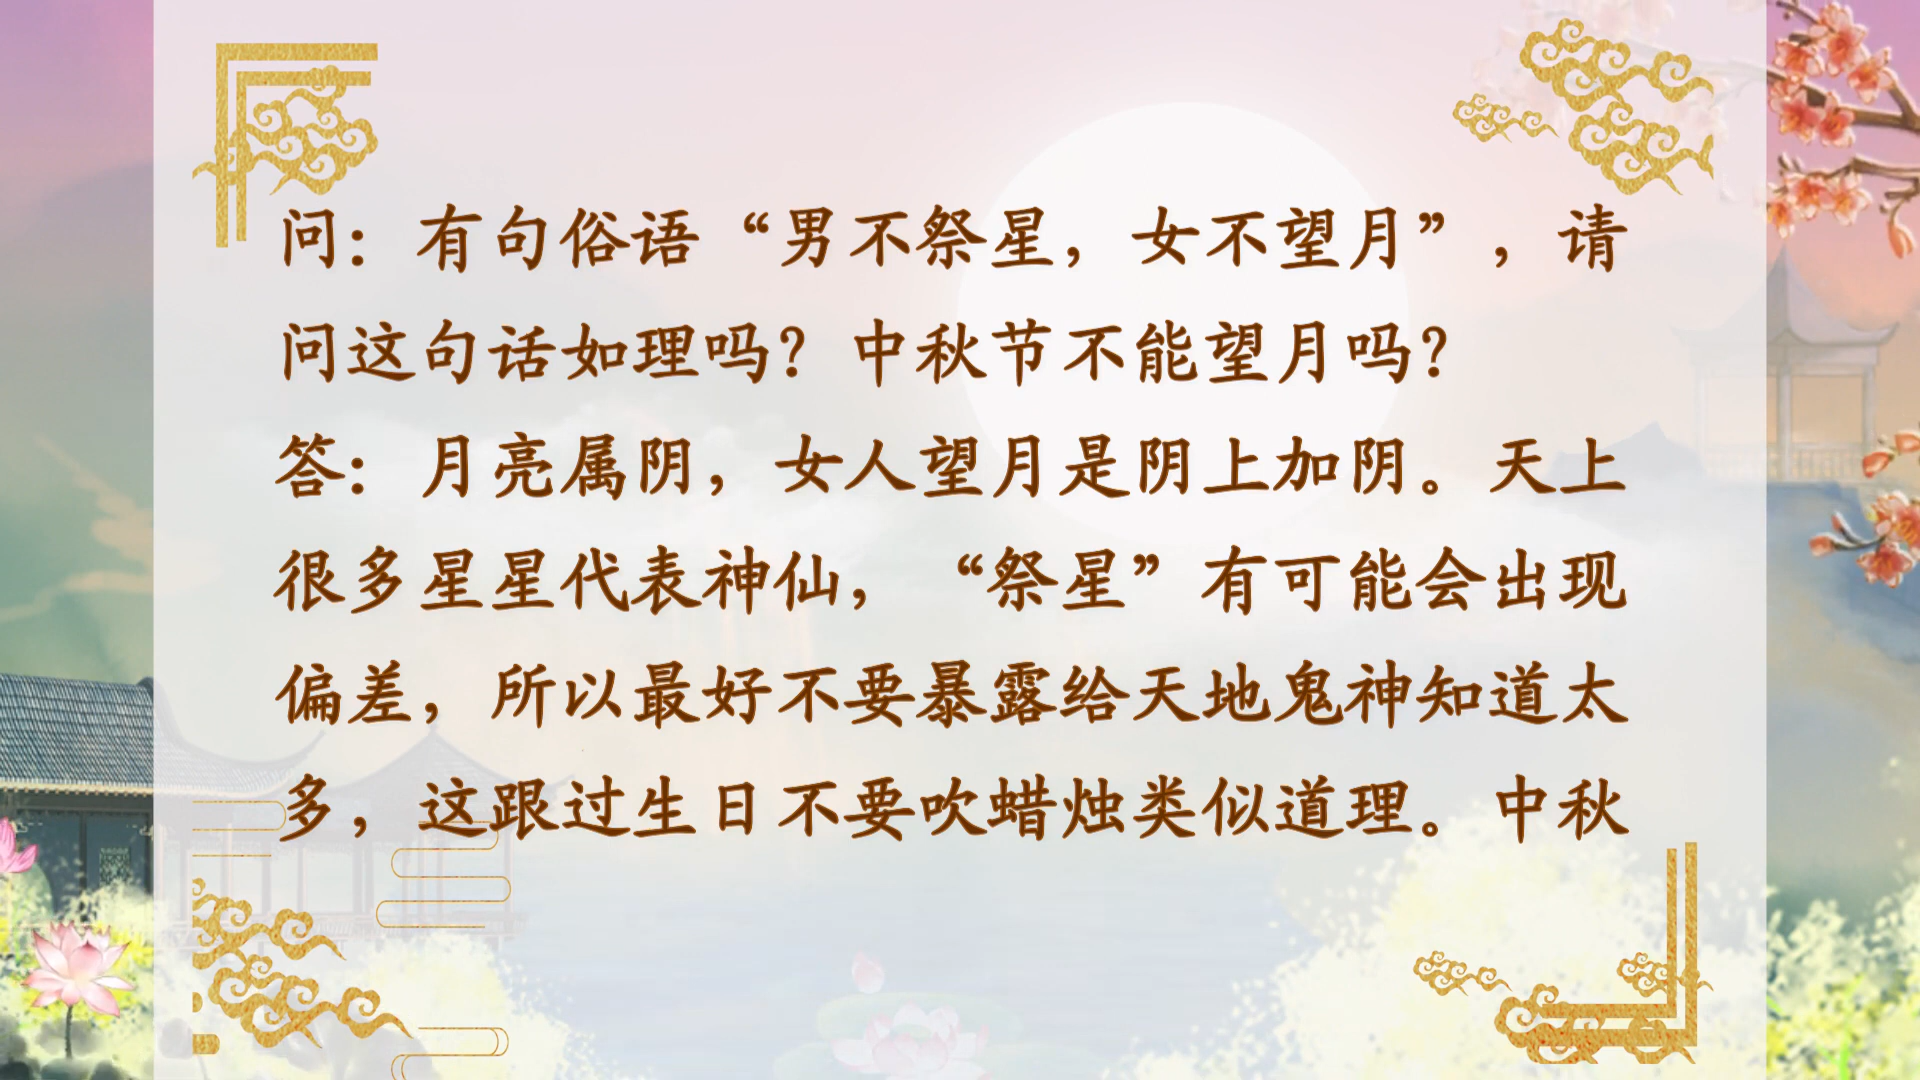 问：有句俗语“男不祭星，女不望月”，请
问这句话如理吗？中秋节不能望月吗？
答：月亮属阴，女人望月是阴上加阴。天上
很多星星代表神仙，“祭星”有可能会出现
偏差，所以最好不要暴露给天地鬼神知道太
多，这跟过生日不要吹蜡烛类似道理。中秋